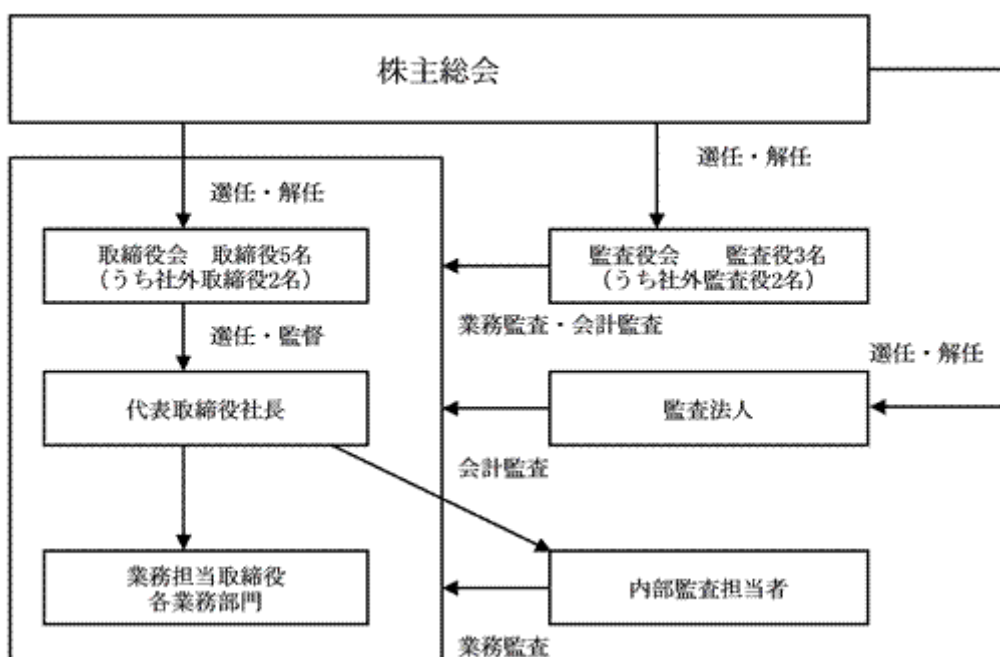 株主総会
選任・解任
選任・解任
取締役会　取締役5名
（うち社外取締役2名）
監査役会　　監査役3名
（うち社外監査役2名）
業務監査・会計監査
選任・監督
選任・解任
代表取締役社長
監査法人
会計監査
業務担当取締役
各業務部門
内部監査担当者
業務監査